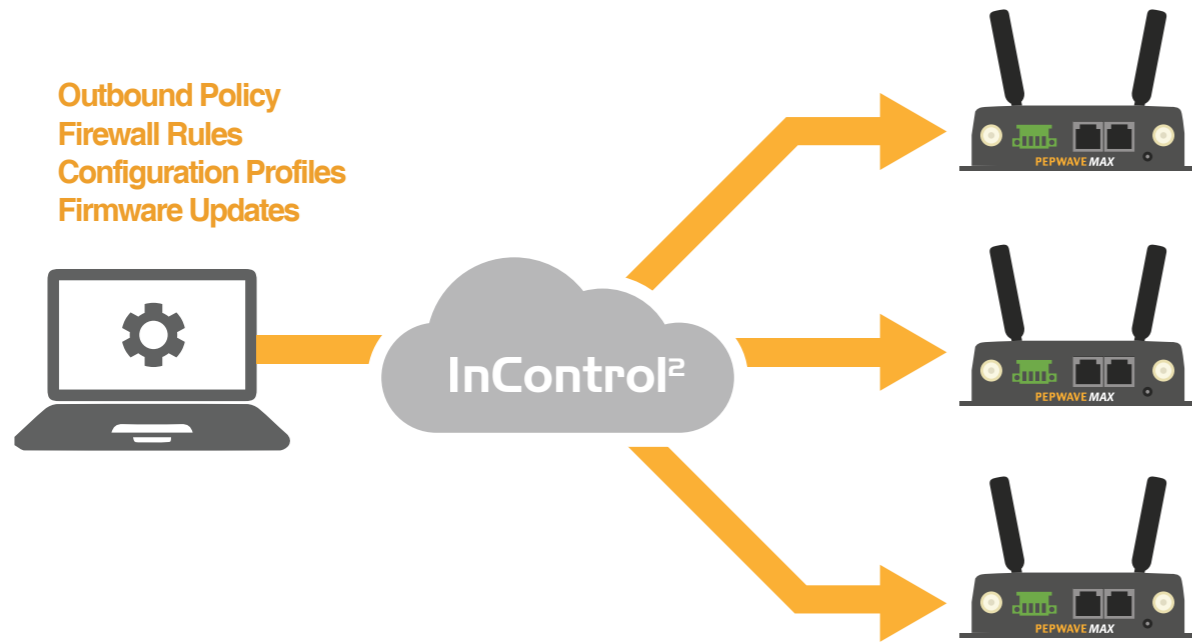 Outbound Policy
Firewall Rules
Configuration Profiles
Firmware Updates
InControl²
PEPWAVE MAX
PEPWAVE MAX
PEPWAVE MAX